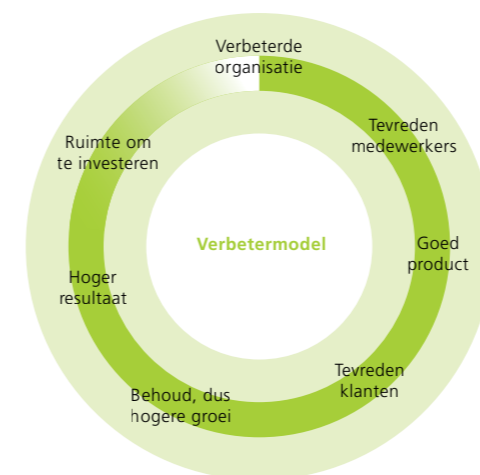 Verbeterde
organisatie
Tevreden
medewerkers
Goed
product
Tevreden
klanten
Behoud, dus
hogere groei
Hoger
resultaat
Ruimte om
te investeren
Verbetermodel